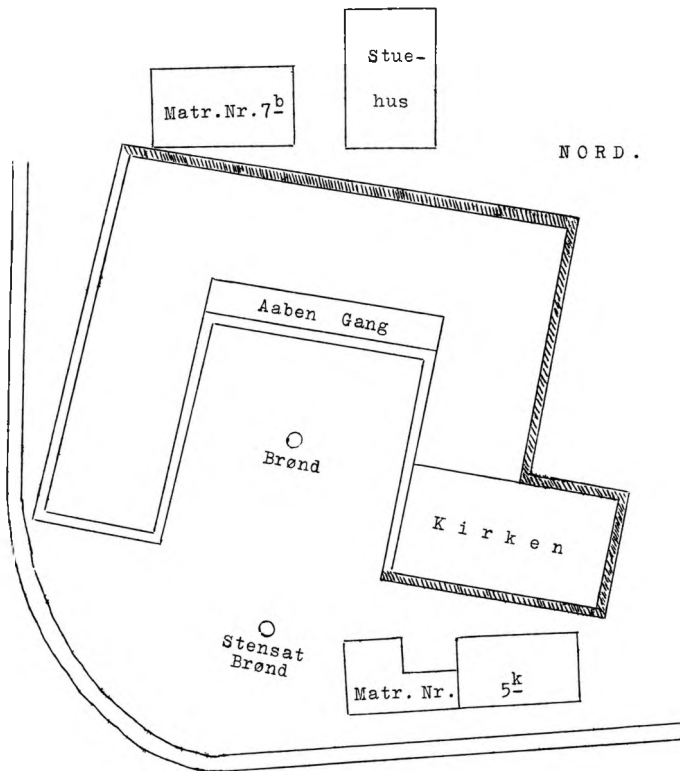 Stue-
hus
Matr.Nr.7b
NORD.
Aaben Gang
Brønd
Kirken
Stensat
Brønd
Matr. Nr. 5k